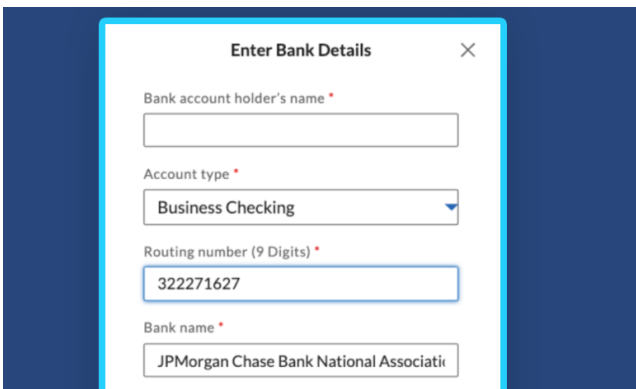 Enter Bank Details
Bank account holder's name *
Account type *
Business Checking
Routing number (9 Digits) *
322271627
Bank name *
JPMorgan Chase Bank National